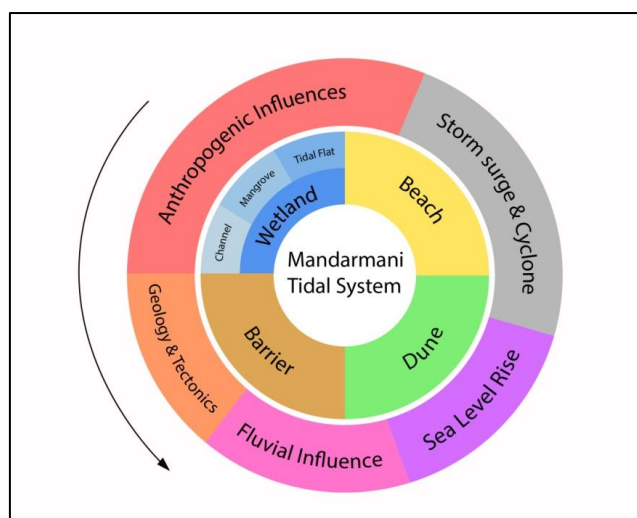 Anthropogenic Influences
Storm surge & Cyclone
Sea Level Rise
Fluvial Influence
Geology & Tectonics
Tidal Flat
Mangrove
Channel
Wetland
Beach
Dune
Barrier
Mandarmani
Tidal System